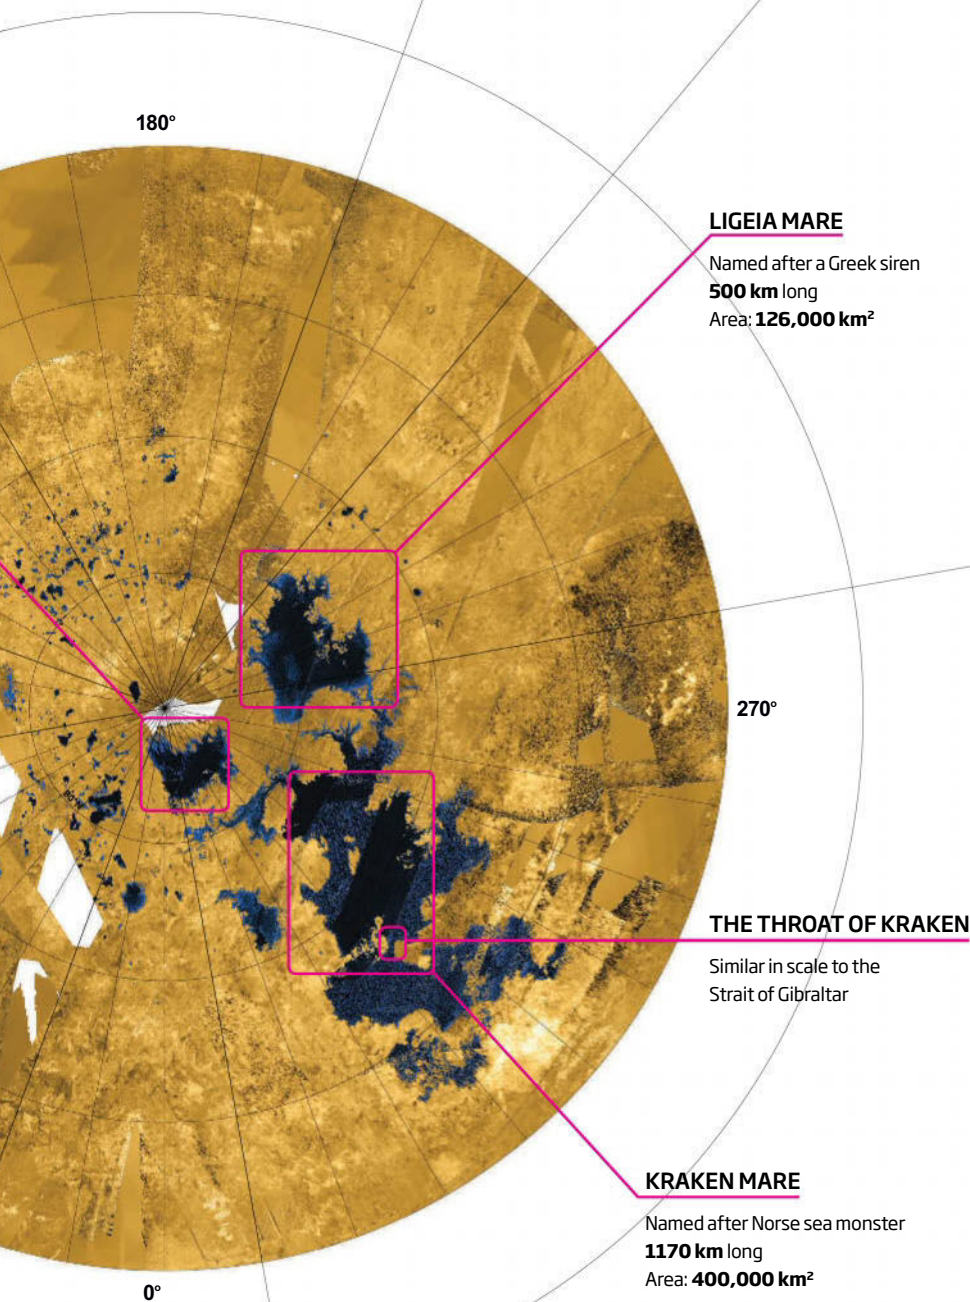 180°
LIGEIA MARE
Named after a Greek siren
500 km long
Area: 126,000 km²
270°
THE THROAT OF KRAKEN
Similar in scale to the
Strait of Gibraltar
KRAKEN MARE
Named after Norse sea monster
1170 km long
Area: 400,000 km²
0°